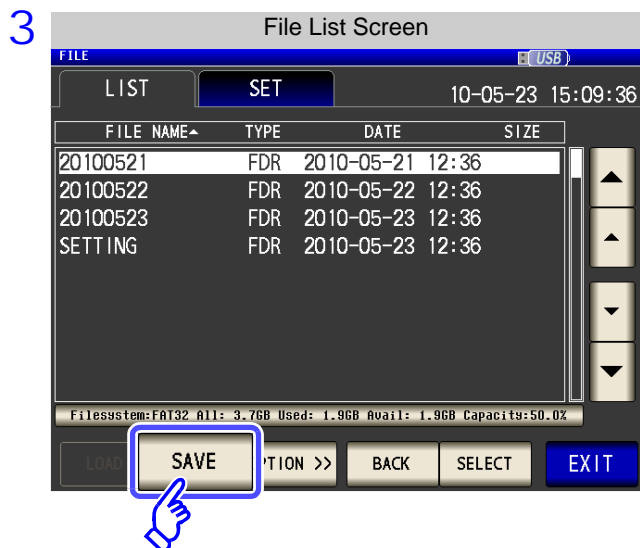 3
File List Screen
FILE USB
LIST SET 10-05-23 15:09:36
FILE NAME▲ TYPE DATE SIZE
20100521 FDR 2010-05-21 12:36
20100522 FDR 2010-05-22 12:36
20100523 FDR 2010-05-23 12:36
SETTING FDR 2010-05-23 12:36
Filesystem:FAT32 All: 3.7GB Used: 1.9GB Avail: 1.9GB Capacity:50.0%
LOAD SAVE PTION >> BACK SELECT EXIT